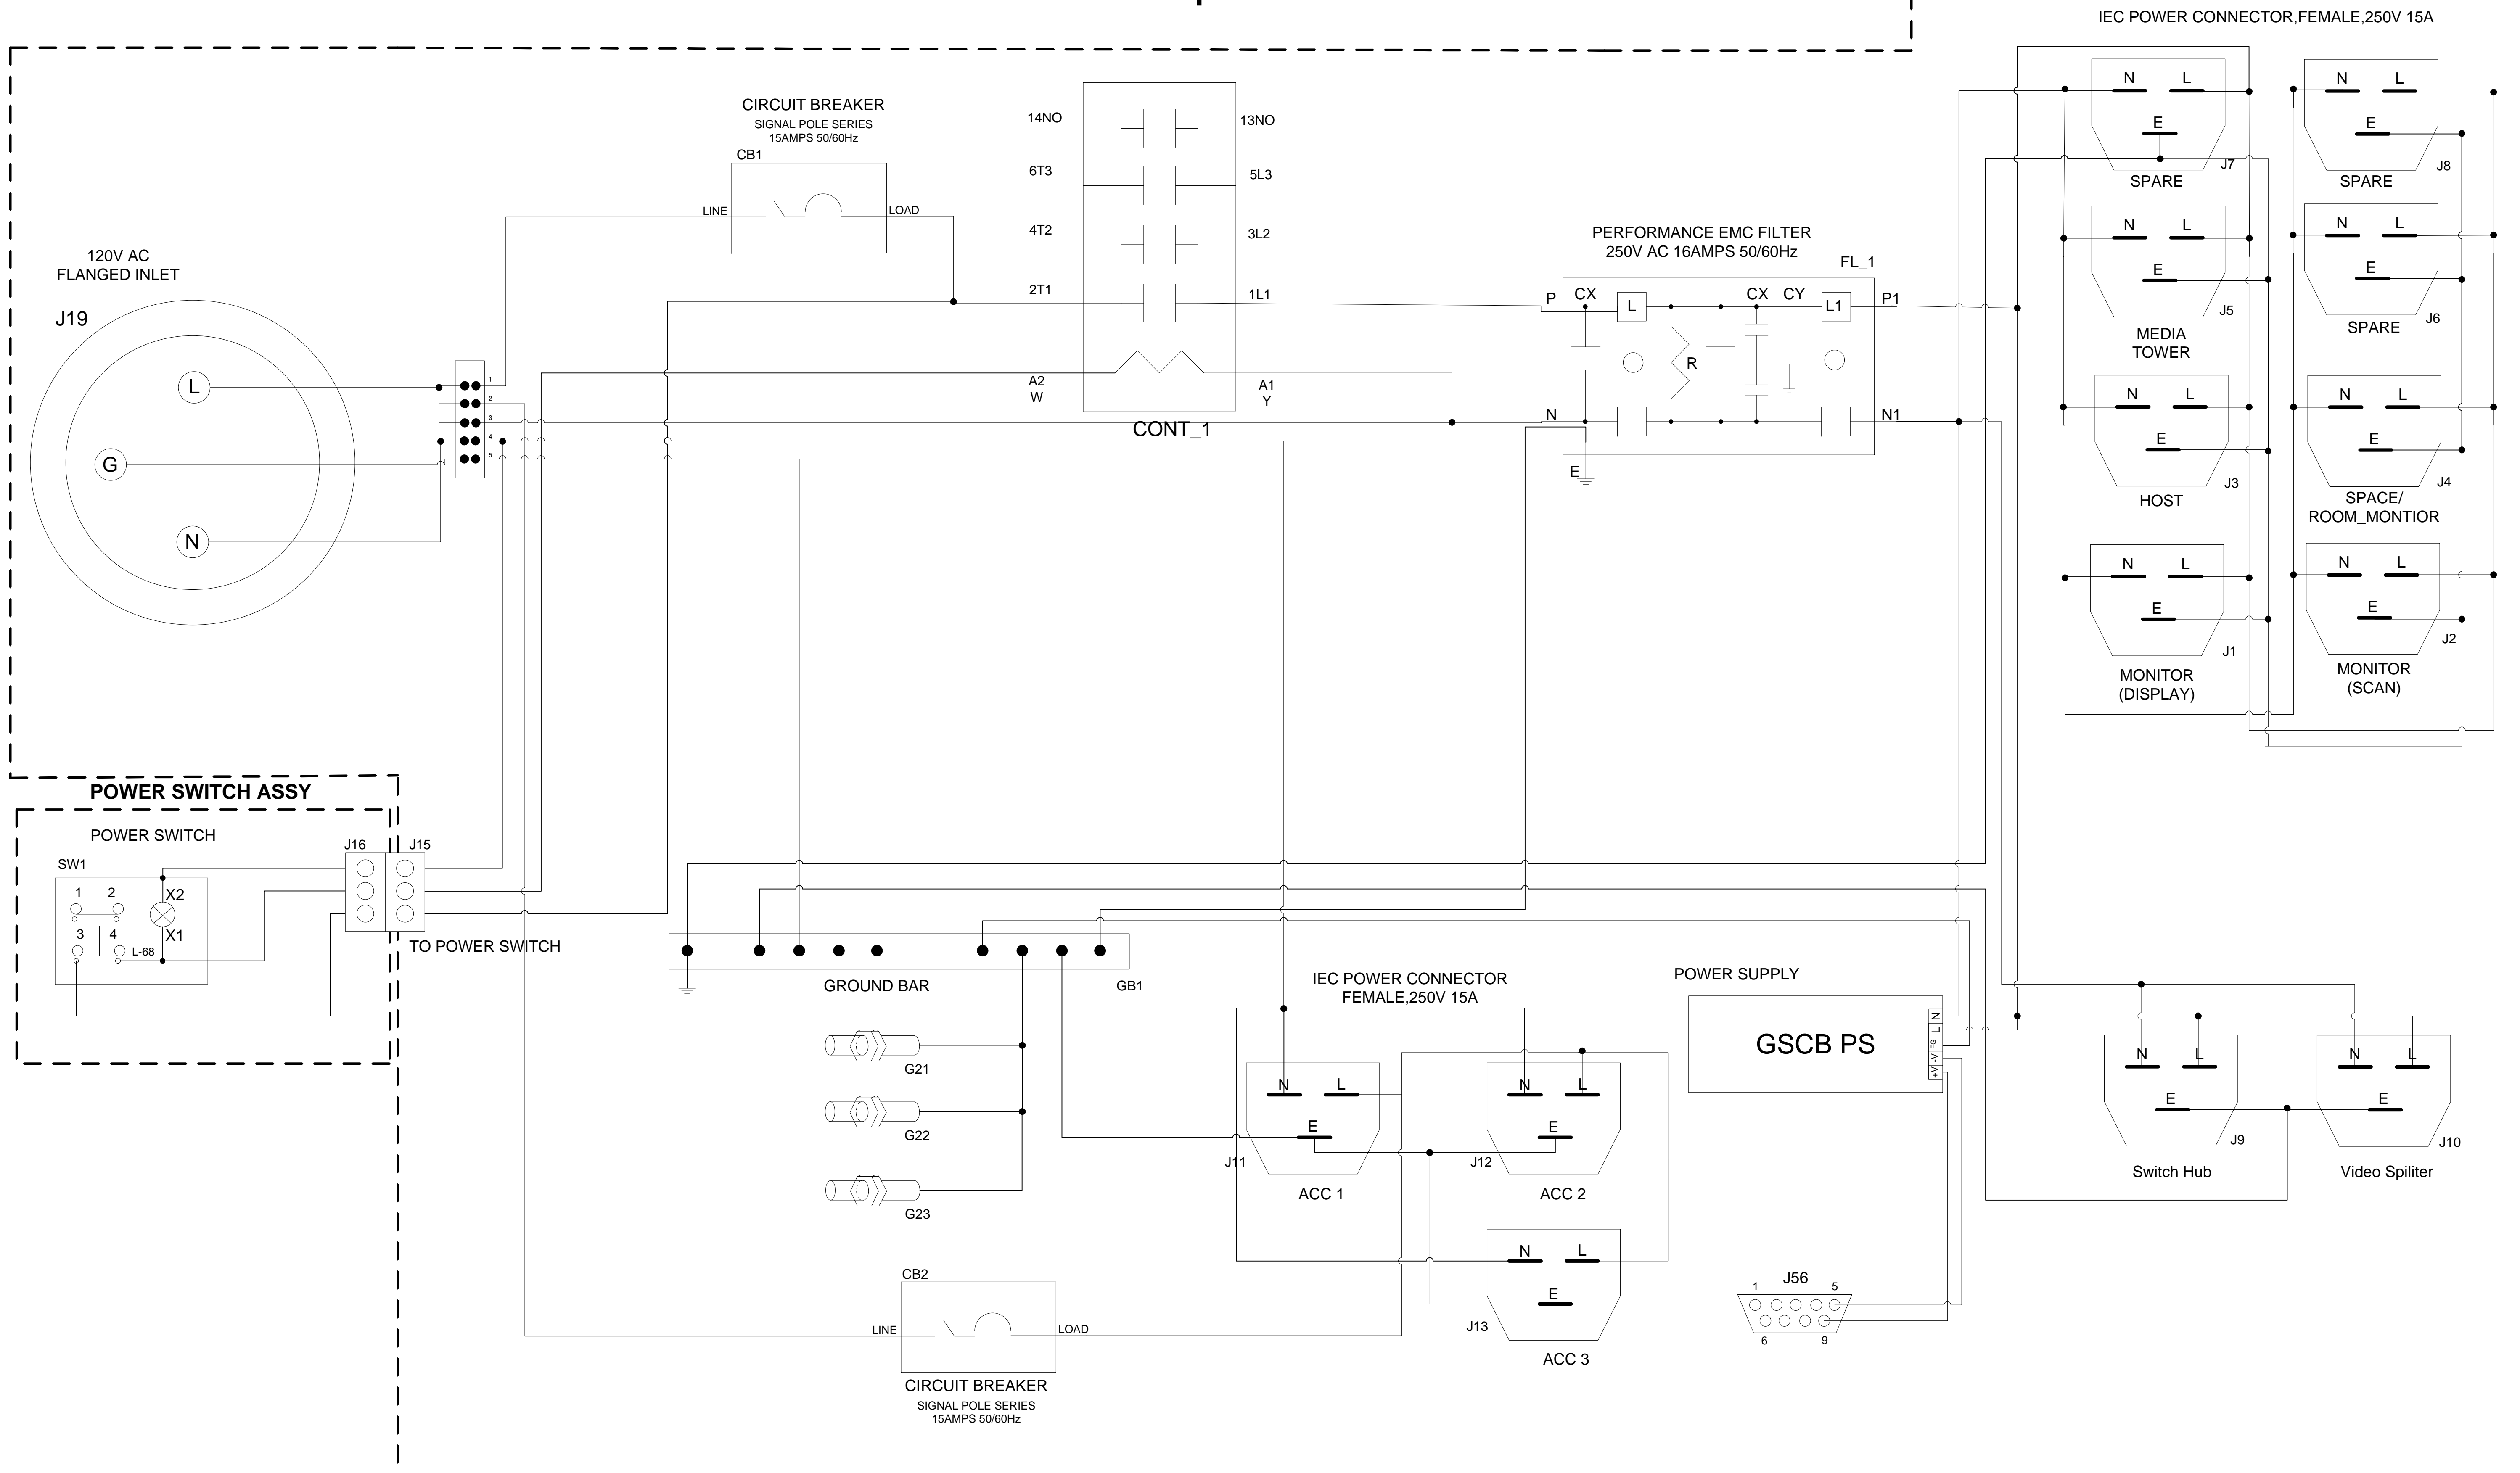 IEC POWER CONNECTOR,FEMALE,250V 15A
CIRCUIT BREAKER
SIGNAL POLE SERIES
15AMPS 50/60Hz
CB1
LINE
LOAD
14NO
13NO
6T3
5L3
4T2
3L2
2T1
1L1
A2
W
A1
Y
CONT_1
120V AC
FLANGED INLET
J19
L
G
N
1
2
3
4
5
PERFORMANCE EMC FILTER
250V AC 16AMPS 50/60Hz
FL_1
P
CX
L
CX
CY
L1
P1
R
N
N1
E
N
L
E
J7
SPARE
N
L
E
J8
SPARE
N
L
E
J5
MEDIA
TOWER
N
L
E
J6
SPARE
N
L
E
J3
HOST
N
L
E
J4
SPACE/
ROOM_MONTIOR
N
L
E
J1
MONITOR
(DISPLAY)
N
L
E
J2
MONITOR
(SCAN)
POWER SWITCH ASSY
POWER SWITCH
SW1
1
2
X2
3
4
L-68
X1
J16
J15
TO POWER SWITCH
GROUND BAR
GB1
G21
G22
G23
IEC POWER CONNECTOR
FEMALE,250V 15A
N
L
E
J11
ACC 1
N
L
E
J12
ACC 2
N
L
E
J13
ACC 3
CB2
LINE
LOAD
CIRCUIT BREAKER
SIGNAL POLE SERIES
15AMPS 50/60Hz
POWER SUPPLY
GSCB PS
N
L
FG
-V
+V
J56
1
5
6
9
N
L
E
J9
Switch Hub
N
L
E
J10
Video Spiliter